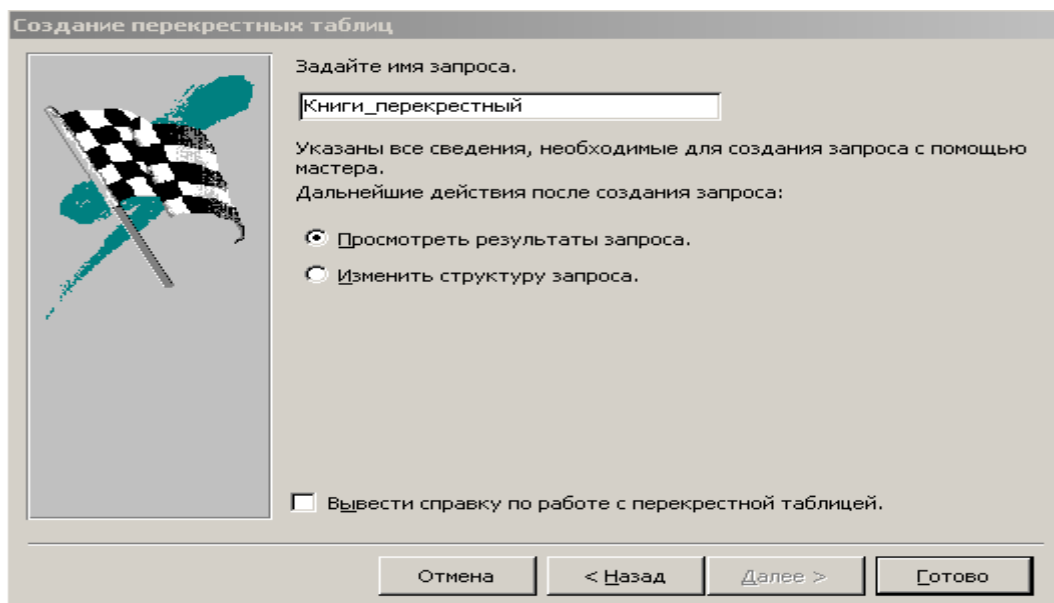 Создание перекрестных таблиц
Задайте имя запроса.
Книги_перекрестный
Указаны все сведения, необходимые для создания запроса с помощью
мастера.
Дальнейшие действия после создания запроса:
Просмотреть результаты запроса.
Изменить структуру запроса.
Вывести справку по работе с перекрестной таблицей.
Отмена
< Назад
Далее >
Готово